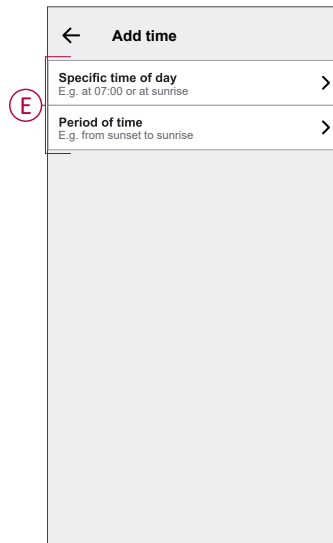 Add time
Specific time of day
E.g. at 07:00 or at sunrise
E
Period of time
E.g. from sunset to sunrise